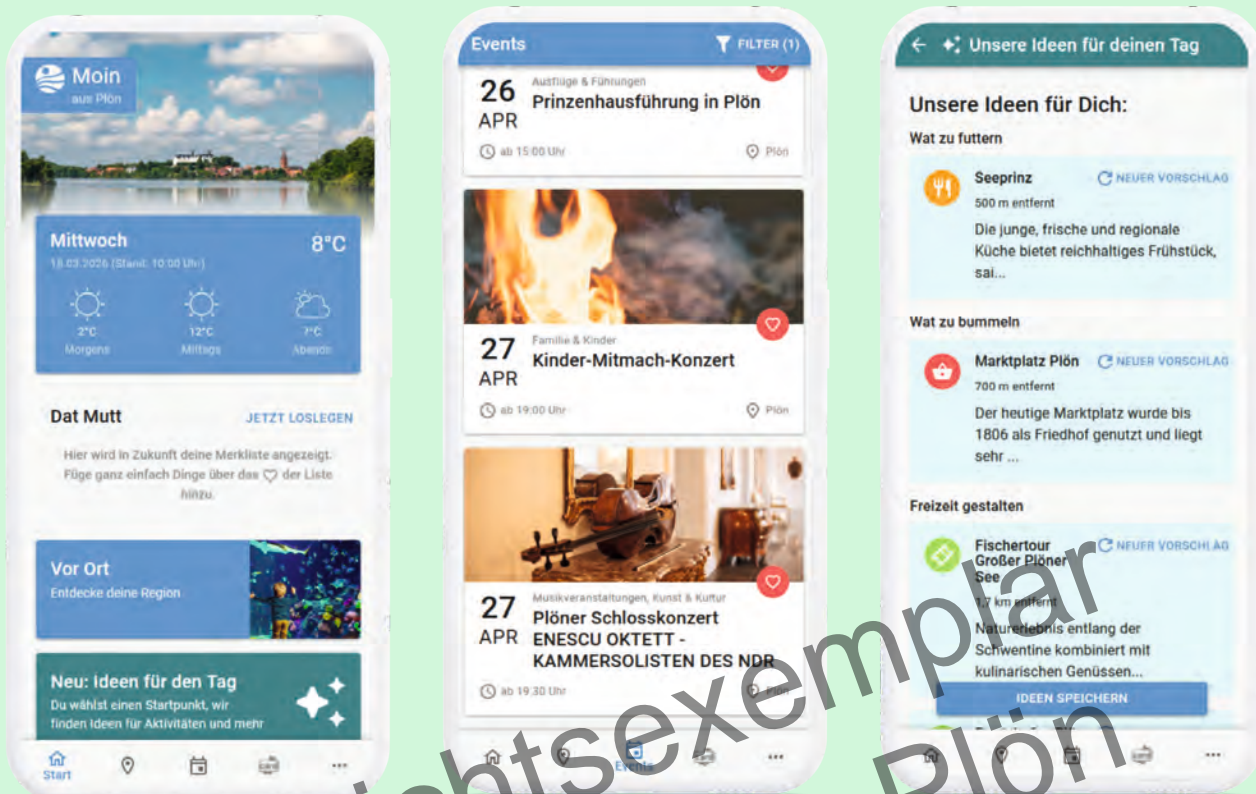 Moin
aus Plön
Mittwoch
8°C
18.03.2026 (Stand: 10:00 Uhr)
2°C
12°C
7°C
Morgens
Mittags
Abends
Dat Mutt
JETZT LOSLEGEN
Hier wird in Zukunft deine Merkliste angezeigt.
Füge ganz einfach Dinge über das ♡ der Liste
hinzu.
Vor Ort
Entdecke deine Region
Neu: Ideen für den Tag
Du wählst einen Startpunkt, wir
finden Ideen für Aktivitäten und mehr
Start
Events
FILTER (1)
26
APR
Ausflüge & Führungen
Prinzenhausführung in Plön
ab 15:00 Uhr
Plön
27
APR
Familie & Kinder
Kinder-Mitmach-Konzert
ab 19:00 Uhr
Plön
27
APR
Musikveranstaltungen, Kunst & Kultur
Plöner Schlosskonzert
ENESCU OKTETT -
KAMMERSOLISTEN DES NDR
ab 19:30 Uhr
Plön
Events
Unsere Ideen für deinen Tag
Unsere Ideen für Dich:
Wat zu futtern
Seeprinz
NEUER VORSCHLAG
500 m entfernt
Die junge, frische und regionale
Küche bietet reichhaltiges Frühstück,
sai...
Wat zu bummeln
Marktplatz Plön
NEUER VORSCHLAG
700 m entfernt
Der heutige Marktplatz wurde bis
1806 als Friedhof genutzt und liegt
sehr ...
Freizeit gestalten
Fischertour
Großer Plöner
See
NEUER VORSCHLAG
1,7 km entfernt
Naturerlebnis entlang der
Schwentine kombiniert mit
kulinarischen Genüssen...
IDEEN SPEICHERN
chtsexemplar
Plön